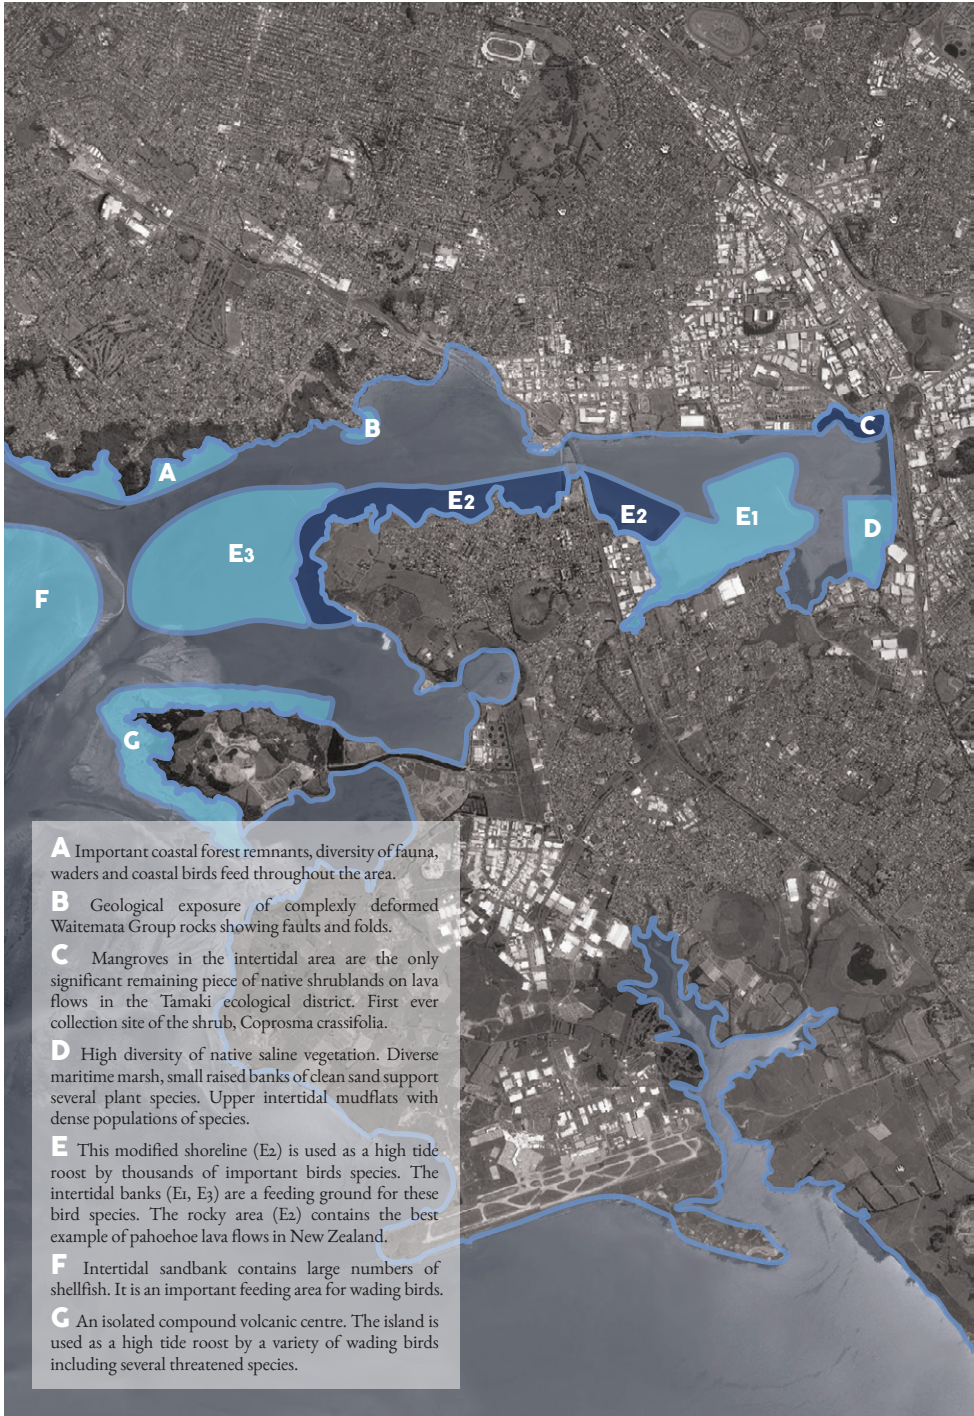 B
C
A
E2
E2
E1
D
E3
F
G
A Important coastal forest remnants, diversity of fauna,
waders and coastal birds feed throughout the area.
B Geological exposure of complexly deformed
Waitemata Group rocks showing faults and folds.
C Mangroves in the intertidal area are the only
significant remaining piece of native shrublands on lava
flows in the Tamaki ecological district. First ever
collection site of the shrub, Coprosma crassifolia.
D High diversity of native saline vegetation. Diverse
maritime marsh, small raised banks of clean sand support
several plant species. Upper intertidal mudflats with
dense populations of species.
E This modified shoreline (E2) is used as a high tide
roost by thousands of important birds species. The
intertidal banks (E1, E3) are a feeding ground for these
bird species. The rocky area (E2) contains the best
example of pahoehoe lava flows in New Zealand.
F Intertidal sandbank contains large numbers of
shellfish. It is an important feeding area for wading birds.
G An isolated compound volcanic centre. The island is
used as a high tide roost by a variety of wading birds
including several threatened species.